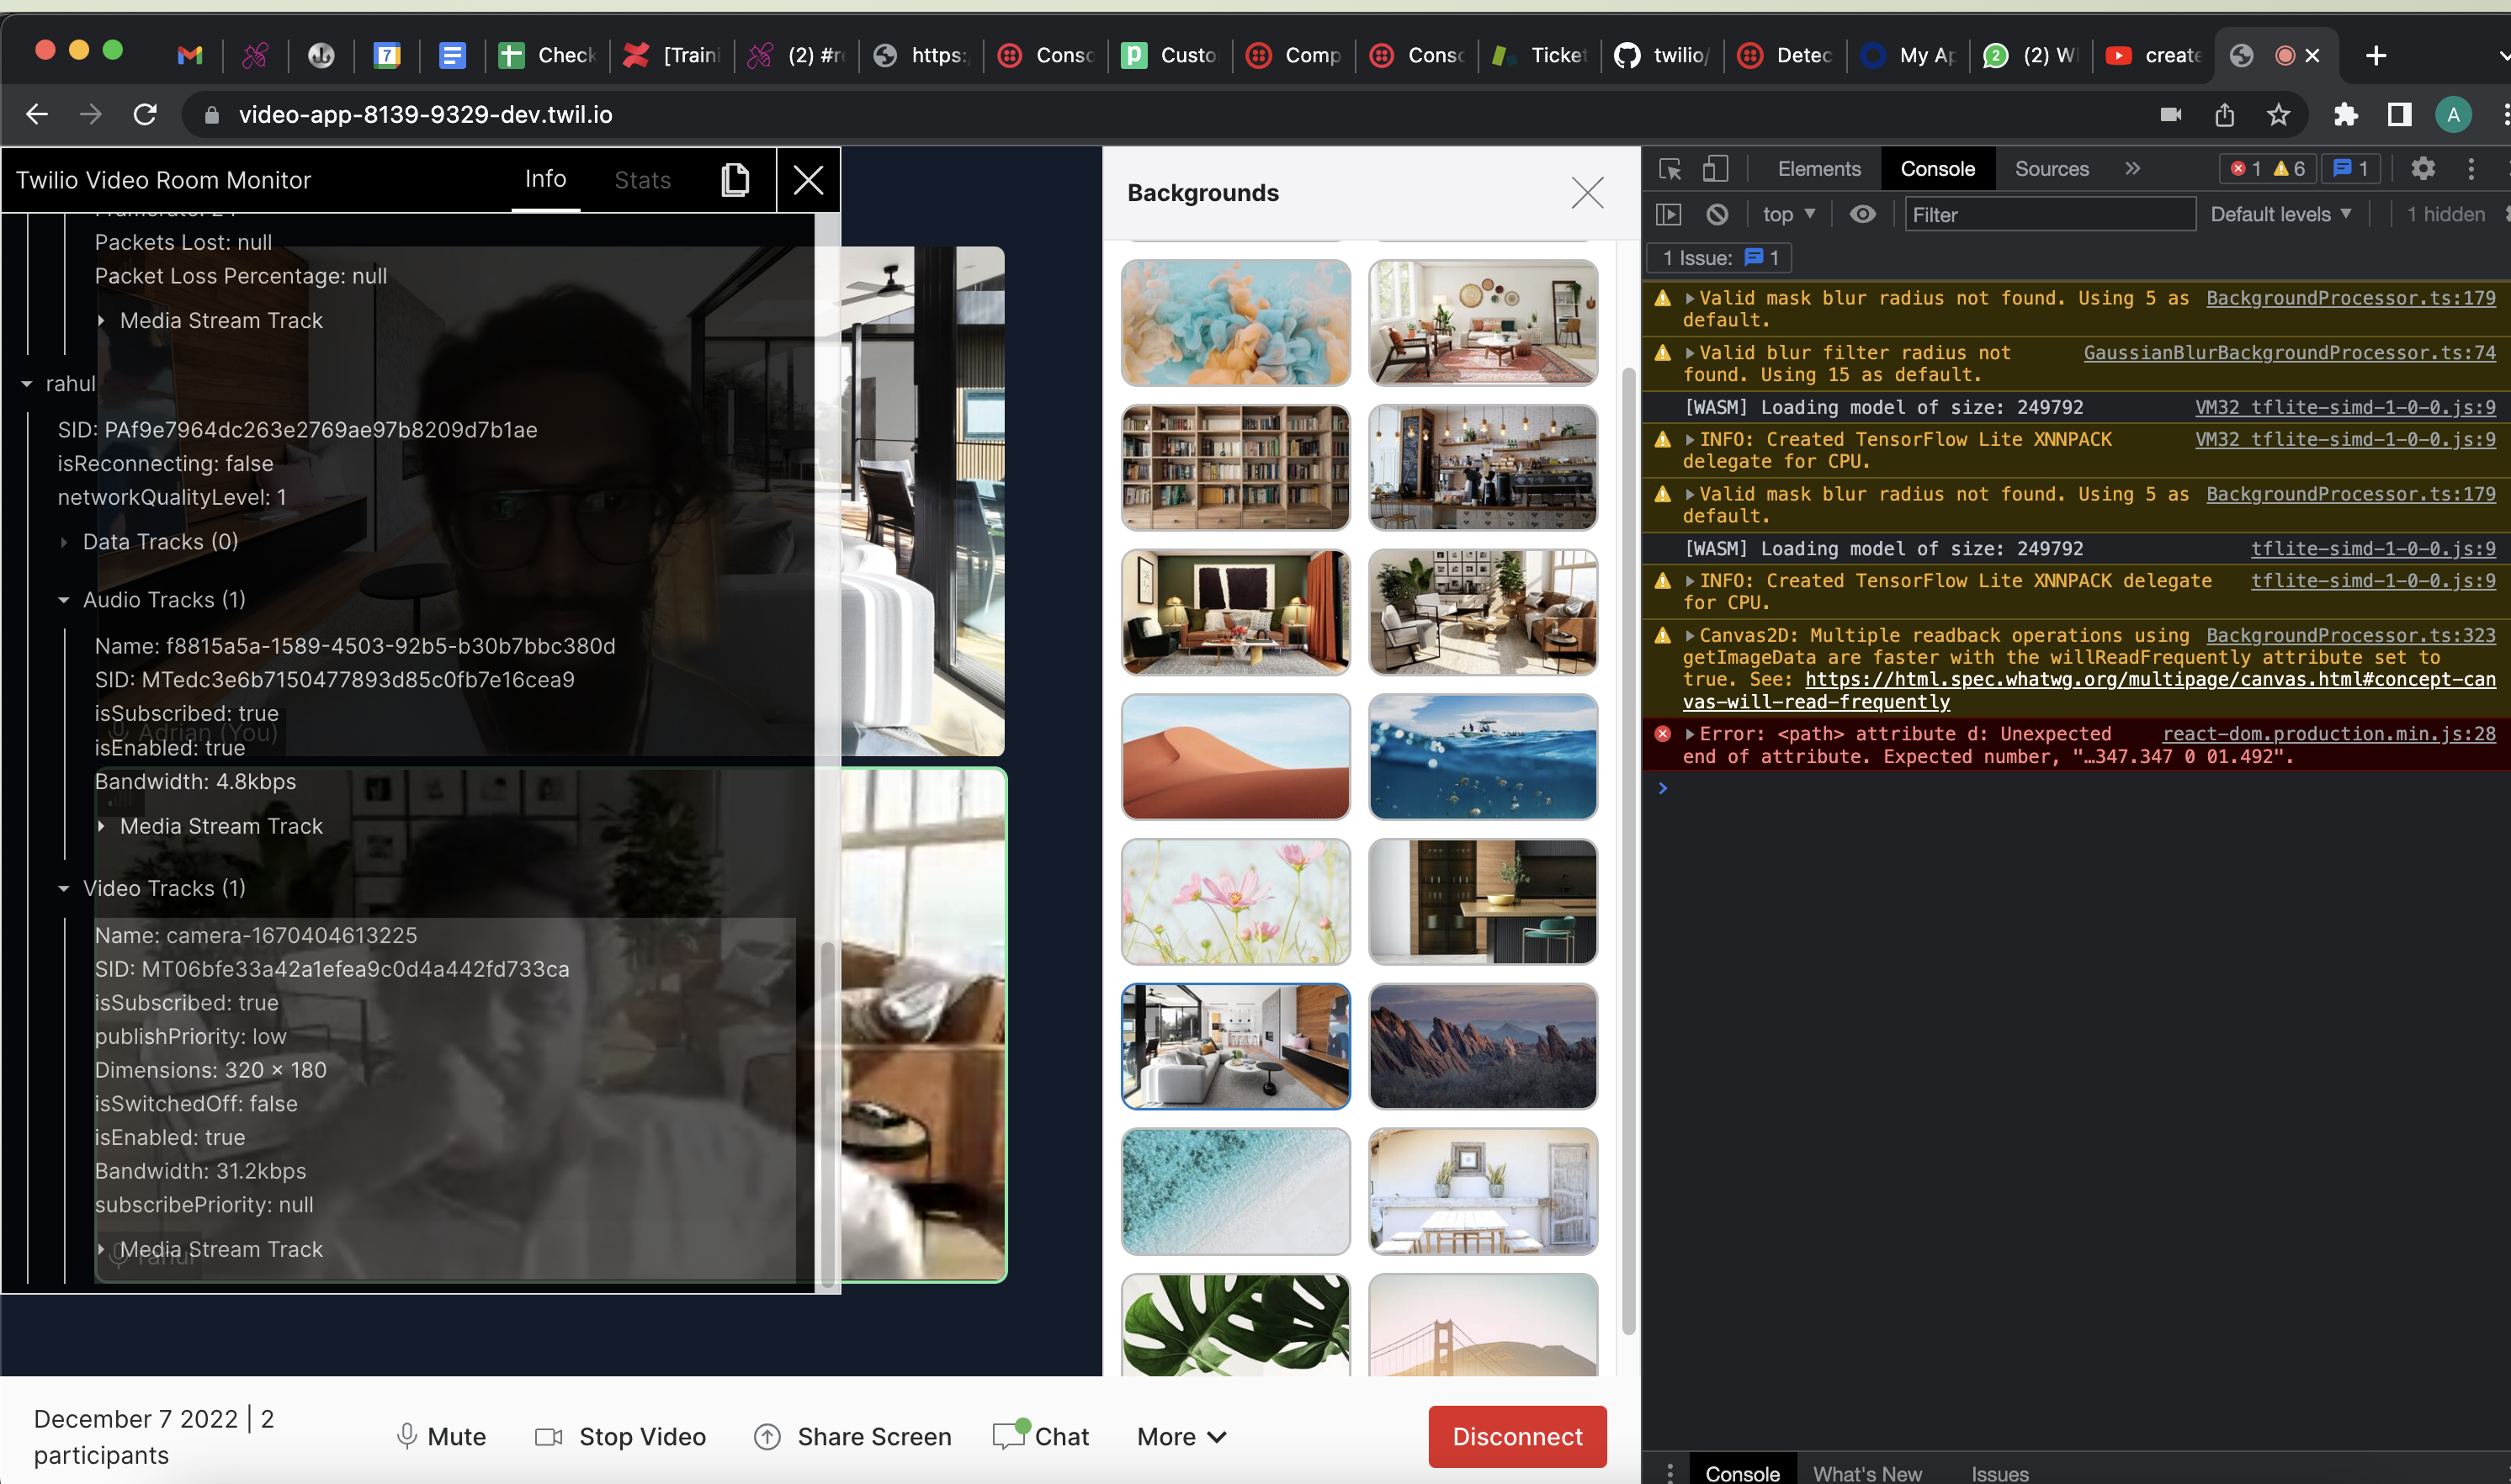 7
Check
[Traini
(2) #r
https:
Consc
Custo
Comp
Consc
Ticket
twilio/
Detec
My Ap
2
(2) W
create
video-app-8139-9329-dev.twil.io
A
Twilio Video Room Monitor
Info
Stats
Packets Lost: null
Packet Loss Percentage: null
Media Stream Track
rahul
SID: PAf9e7964dc263e2769ae97b8209d7b1ae
isReconnecting: false
networkQualityLevel: 1
Data Tracks (0)
Audio Tracks (1)
Name: f8815a5a-1589-4503-92b5-b30b7bbc380d
SID: MTedc3e6b7150477893d85c0fb7e16cea9
isSubscribed: true
Adrian (You)
isEnabled: true
Bandwidth: 4.8kbps
Media Stream Track
Video Tracks (1)
Name: camera-1670404613225
SID: MT06bfe33a42a1efea9c0d4a442fd733ca
isSubscribed: true
publishPriority: low
Dimensions: 320 × 180
isSwitchedOff: false
isEnabled: true
Bandwidth: 31.2kbps
subscribePriority: null
Media Stream Track
rahul
Backgrounds
Elements
Console
Sources
»
1
6
1
top
Filter
Default levels
1 hidden
1 Issue: 1
Valid mask blur radius not found. Using 5 as BackgroundProcessor.ts:179
default.
Valid blur filter radius not GaussianBlurBackgroundProcessor.ts:74
found. Using 15 as default.
[WASM] Loading model of size: 249792 VM32 tflite-simd-1-0-0.js:9
INFO: Created TensorFlow Lite XNNPACK VM32 tflite-simd-1-0-0.js:9
delegate for CPU.
Valid mask blur radius not found. Using 5 as BackgroundProcessor.ts:179
default.
[WASM] Loading model of size: 249792 tflite-simd-1-0-0.js:9
INFO: Created TensorFlow Lite XNNPACK delegate tflite-simd-1-0-0.js:9
for CPU.
Canvas2D: Multiple readback operations using BackgroundProcessor.ts:323
getImageData are faster with the willReadFrequently attribute set to
true. See: https://html.spec.whatwg.org/multipage/canvas.html#concept-can
vas-will-read-frequently
Error: <path> attribute d: Unexpected react-dom.production.min.js:28
end of attribute. Expected number, "…347.347 0 01.492".
December 7 2022 | 2
participants
Mute
Stop Video
Share Screen
Chat
More
Disconnect
Console
What's New
Issues